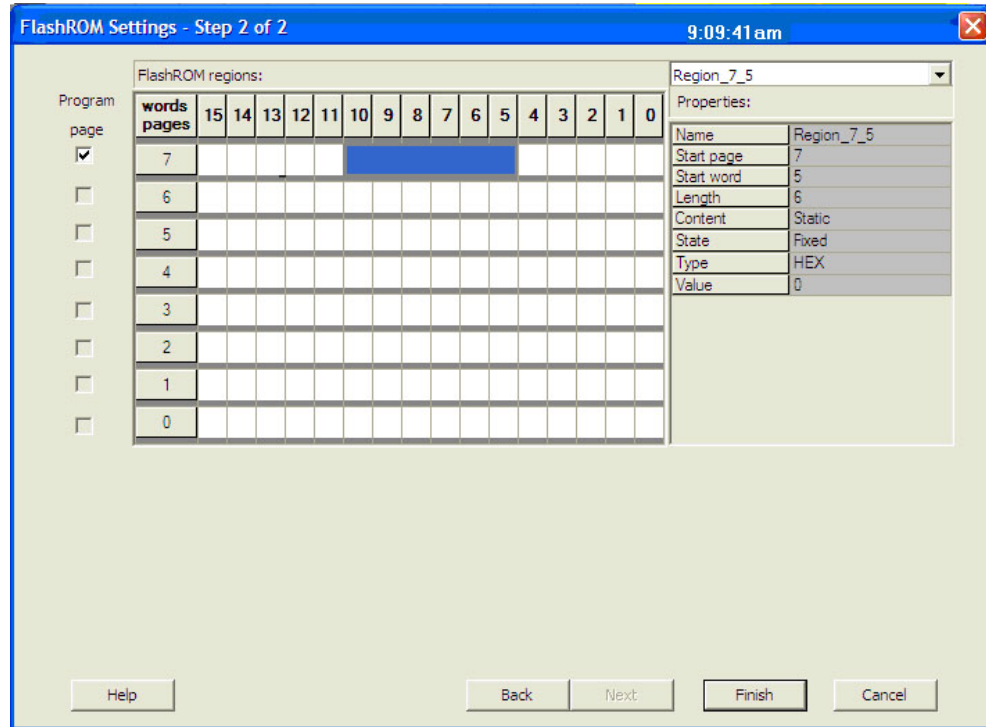 FlashROM Settings - Step 2 of 2
9:09:41am
FlashROM regions:
Region_7_5
Program
page
words
pages
15 14 13 12 11 10 9 8 7 6 5 4 3 2 1 0
Properties:
Name Region_7_5
Start page 7
Start word 5
Length 6
Content Static
State Fixed
Type HEX
Value 0
7
6
5
4
3
2
1
0
Help
Back
Next
Finish
Cancel